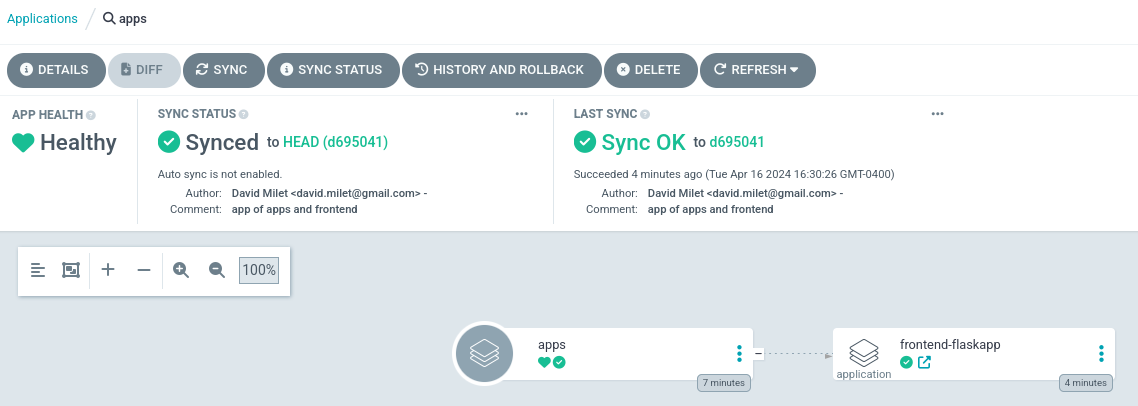 Applications / apps
DETAILS DIFF SYNC SYNC STATUS HISTORY AND ROLLBACK DELETE REFRESH
APP HEALTH
Healthy
SYNC STATUS
Synced to HEAD (d695041)
Auto sync is not enabled.
Author: David Milet <david.milet@gmail.com> -
Comment: app of apps and frontend
LAST SYNC
Sync OK to d695041
Succeeded 4 minutes ago (Tue Apr 16 2024 16:30:26 GMT-0400)
Author: David Milet <david.milet@gmail.com> -
Comment: app of apps and frontend
100%
apps
7 minutes
frontend-flaskapp
application
4 minutes